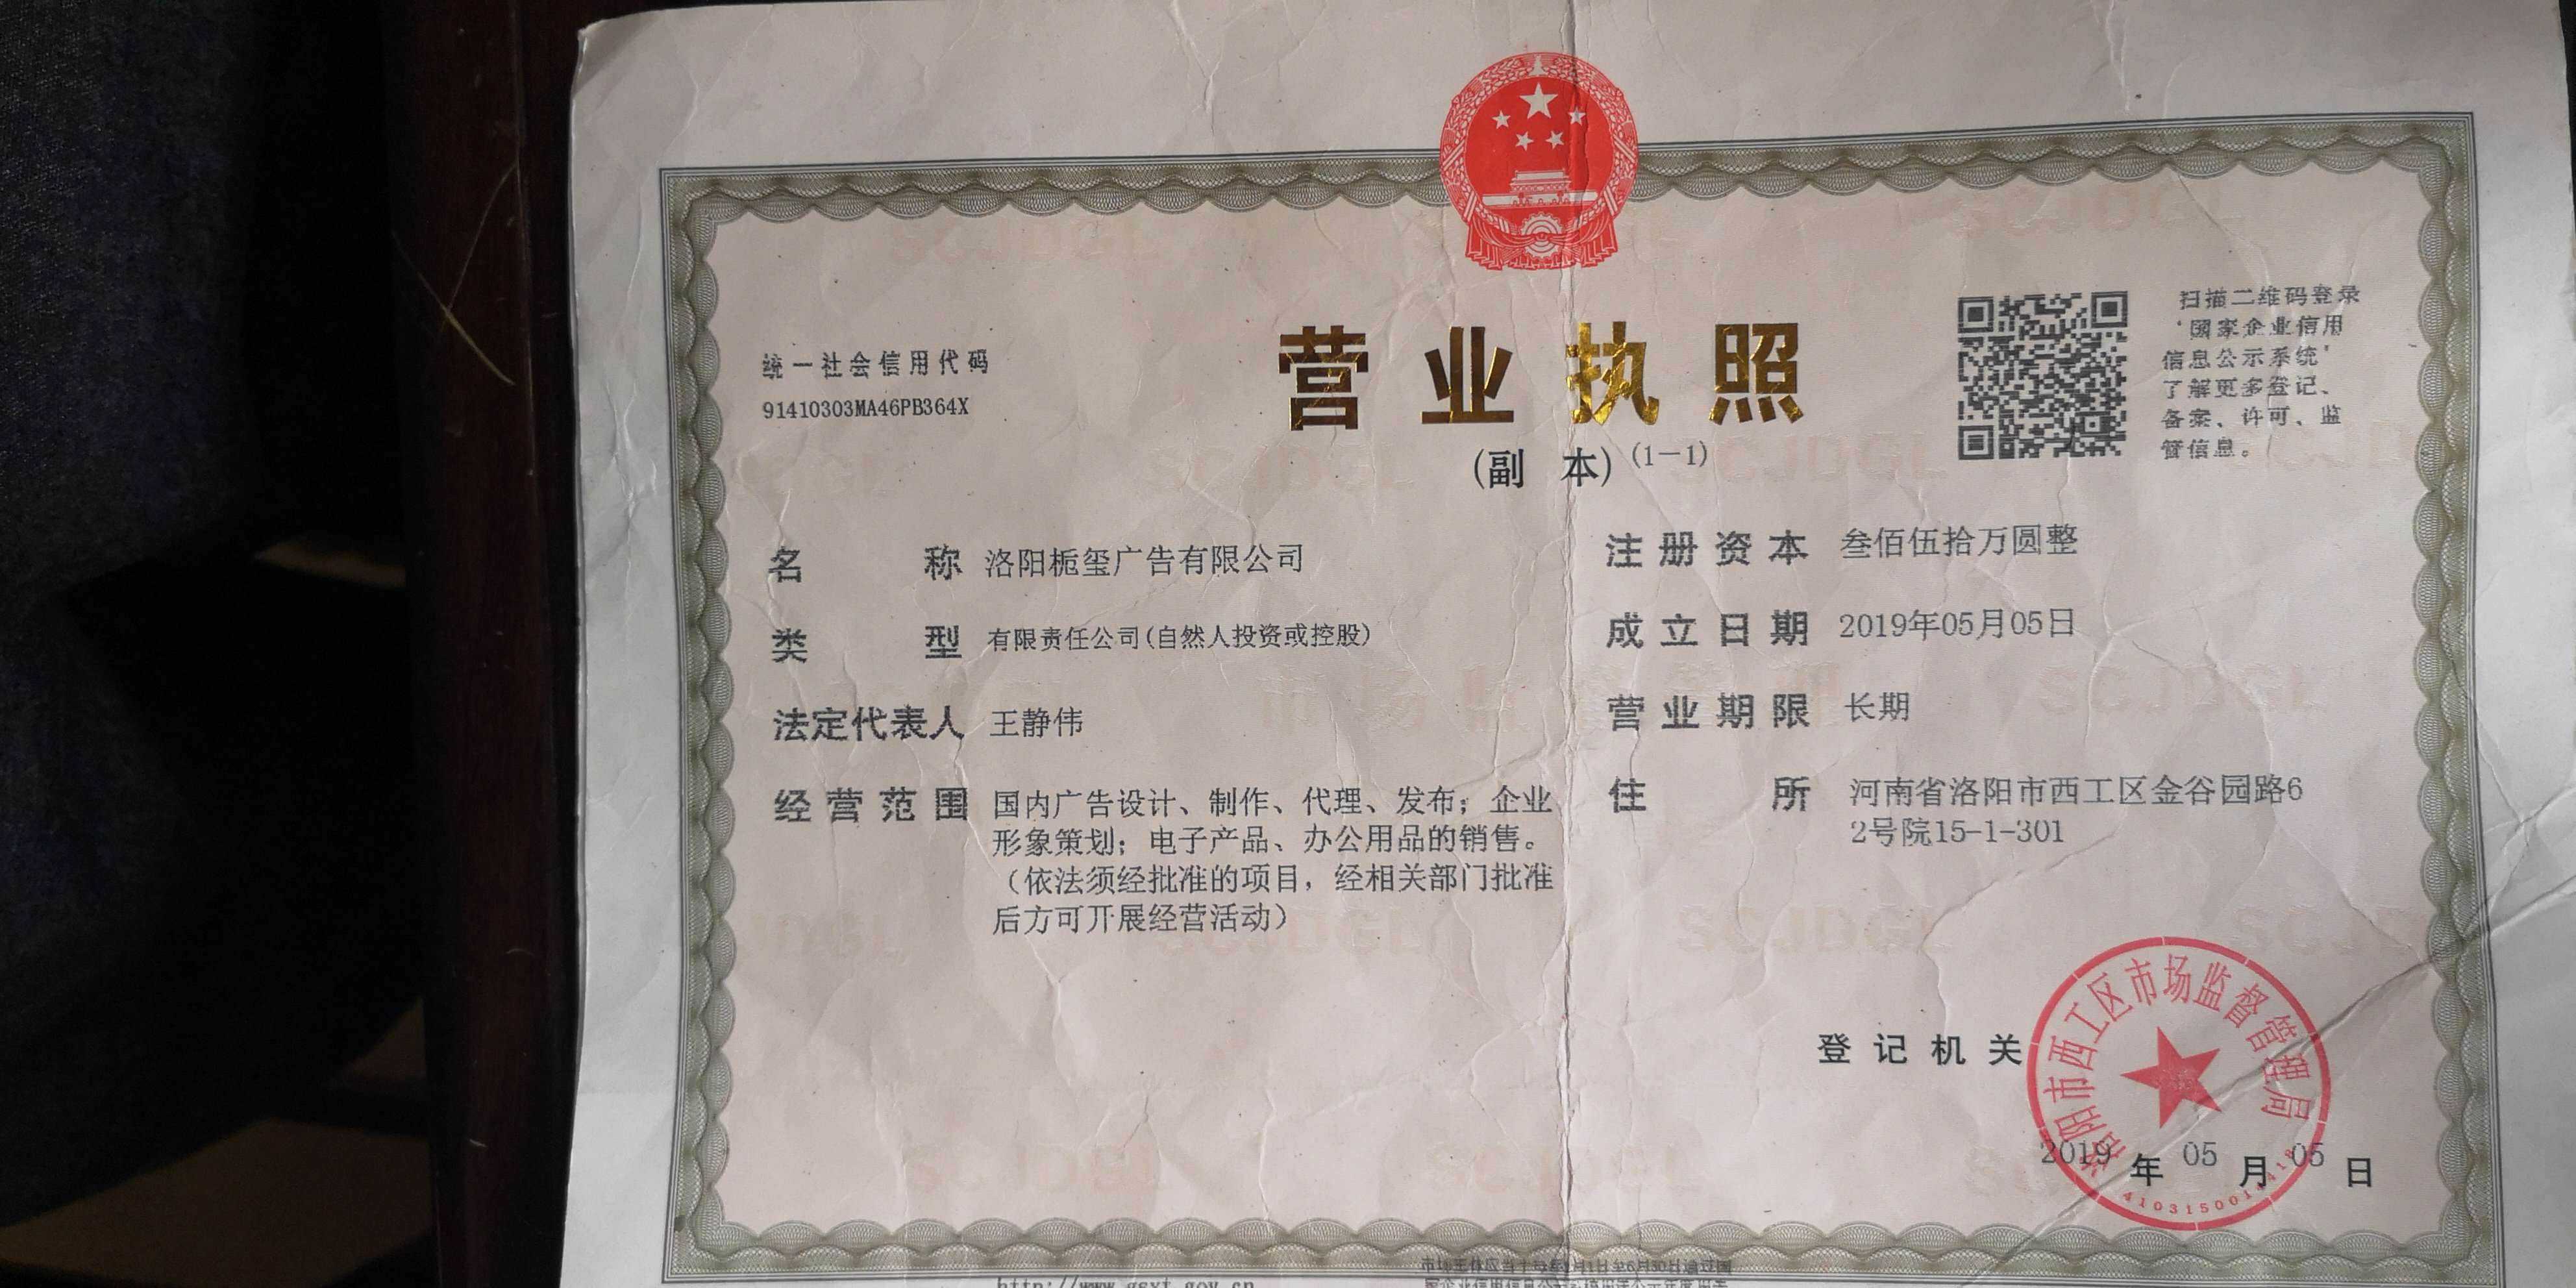 统一社会信用代码
91410303MA46PB364X
营业执照
(副 本) (1-1)
扫描二维码登录
‘国家企业信用
信息公示系统’
了解更多登记、
备案、许可、监
管信息。
名 称 洛阳栀玺广告有限公司
类 型 有限责任公司(自然人投资或控股)
法定代表人 王静伟
经营范围 国内广告设计、制作、代理、发布；企业
形象策划；电子产品、办公用品的销售。
（依法须经批准的项目，经相关部门批准
后方可开展经营活动）
注册资本 叁佰伍拾万圆整
成立日期 2019年05月05日
营业期限 长期
住 所 河南省洛阳市西工区金谷园路6
2号院15-1-301
登记机关
洛阳市西工区市场监督管理局
2019 年 05 月 05 日
http://www.gsxt.gov.cn